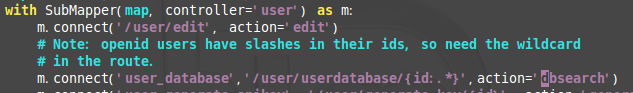 with SubMapper(map, controller='user') as m:
m.connect('/user/edit', action='edit')
# Note: openid users have slashes in their ids, so need the wildcard
# in the route.
m.connect('user_database','/user/userdatabase/{id:.*}',action='dbsearch')